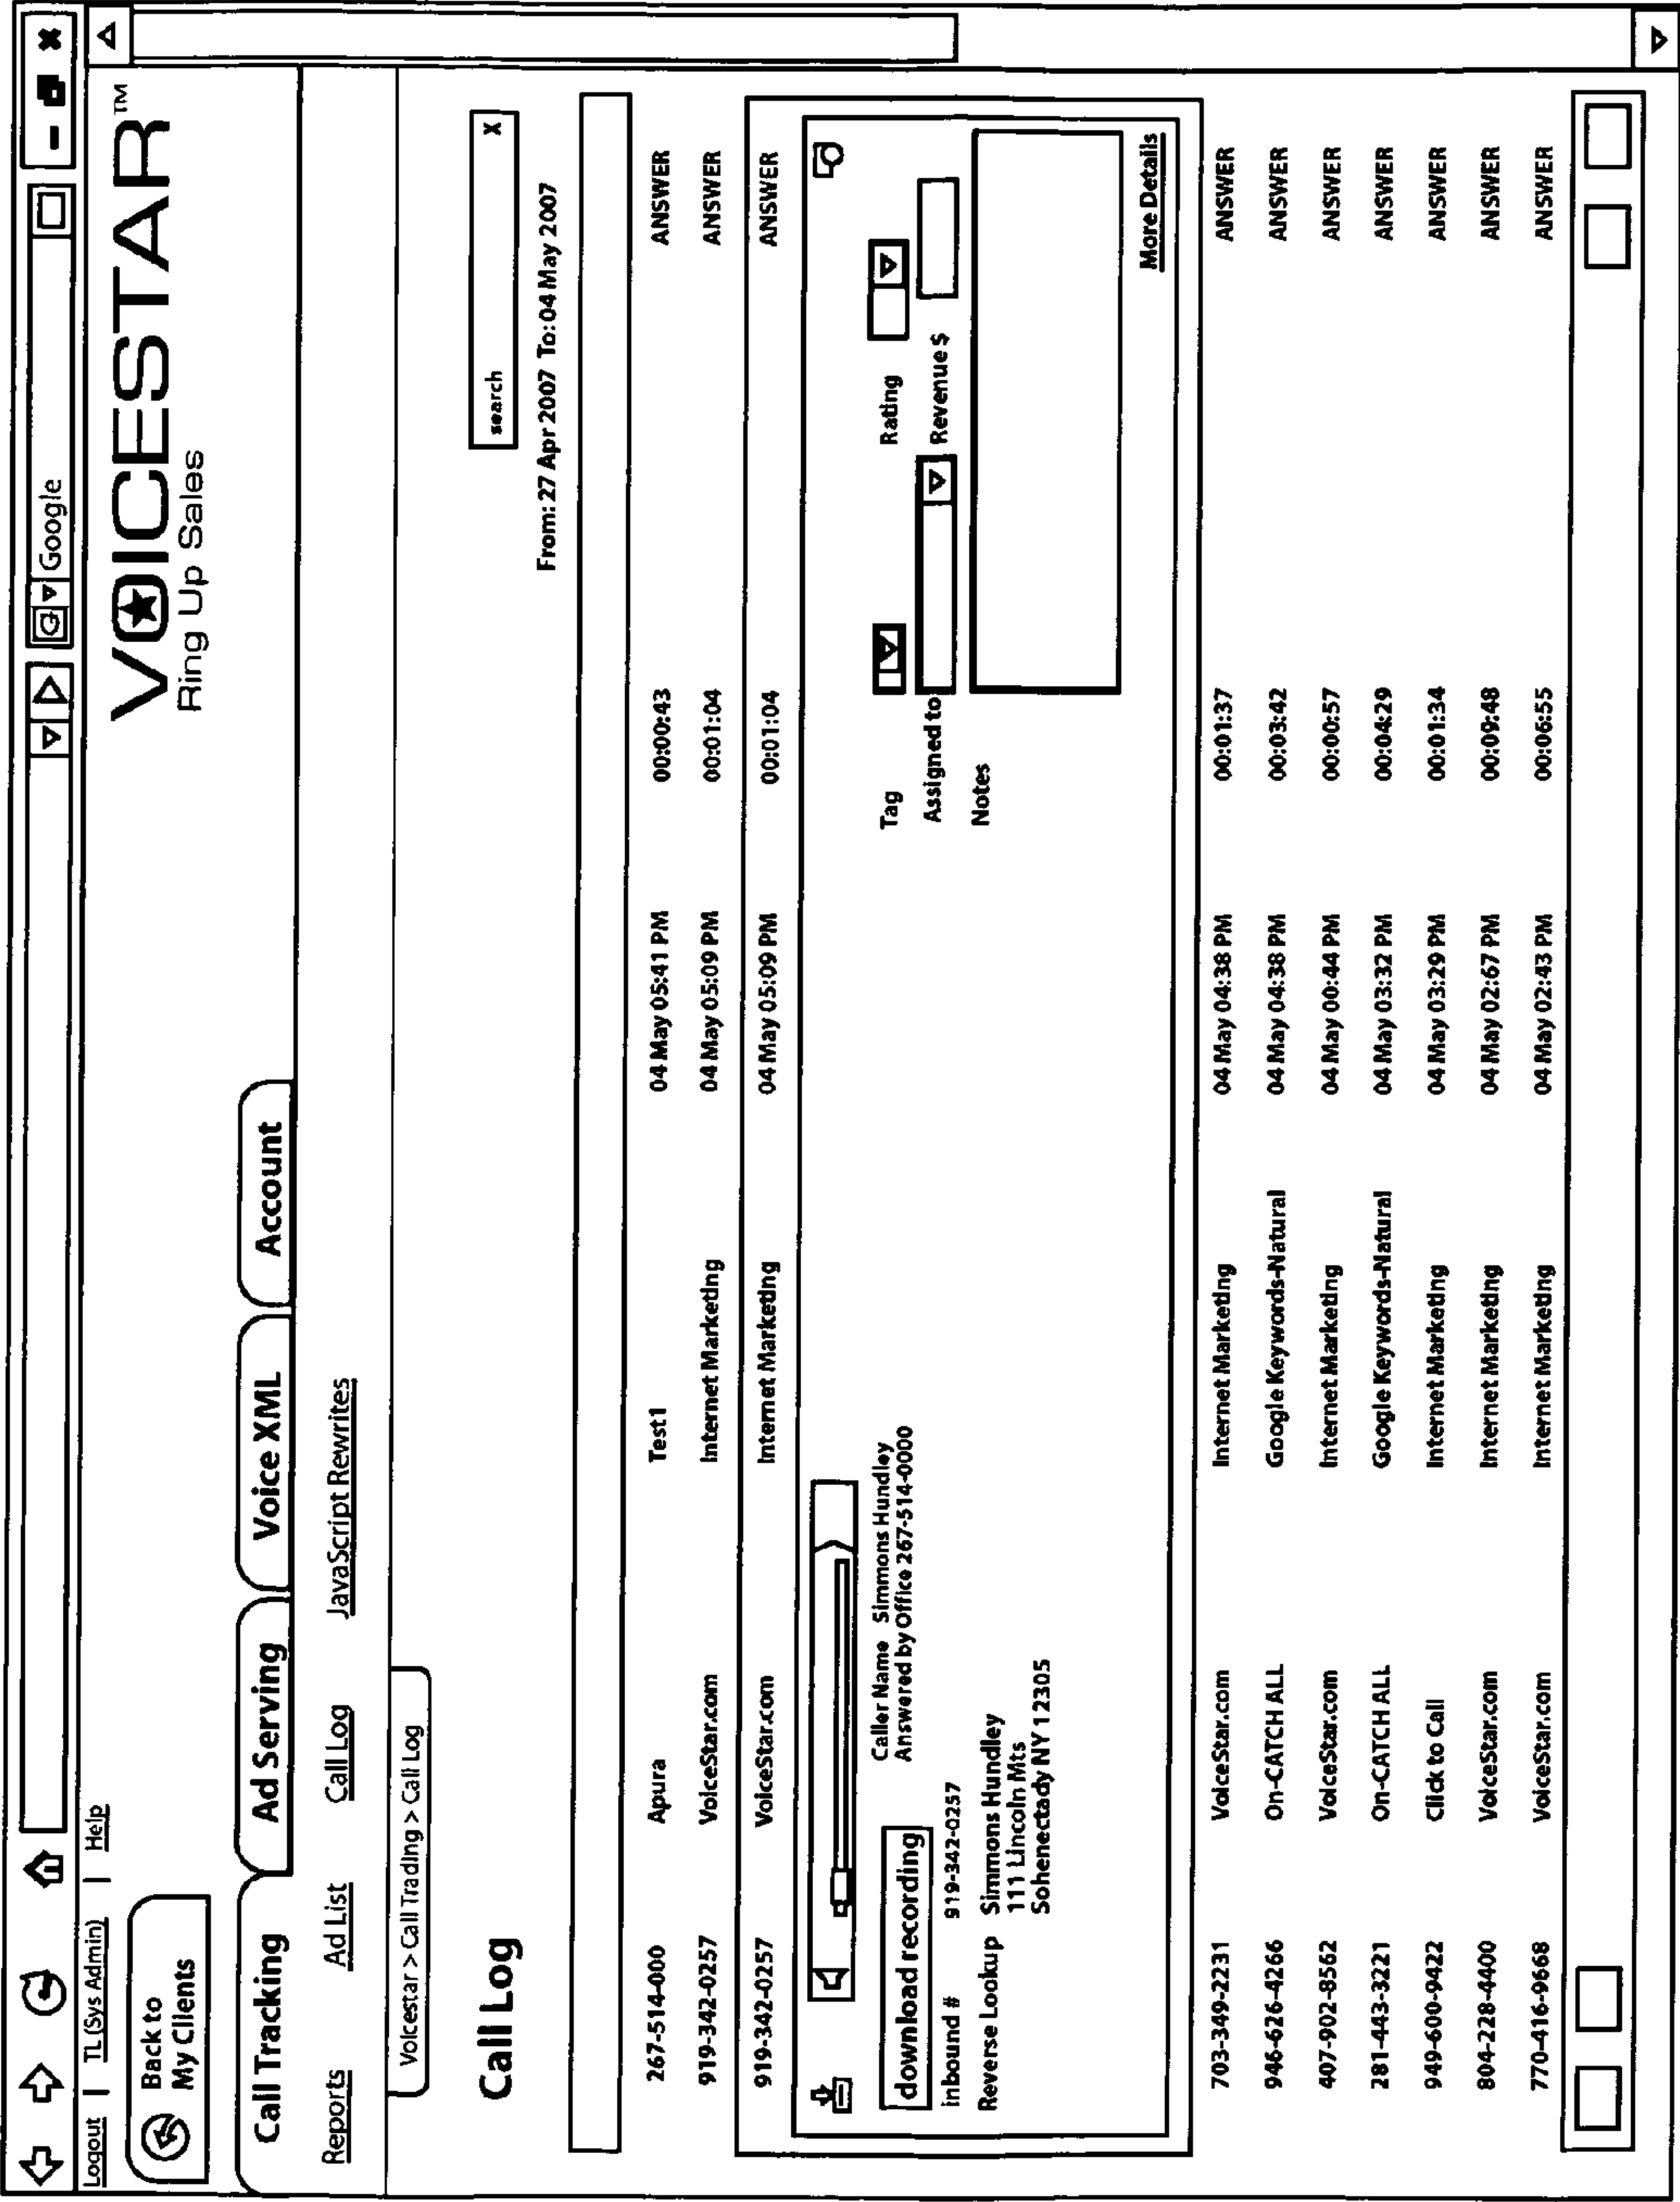 Google
Logout | TL (Sys Admin) | Help
Back to
My Clients
VOICESTAR™
Ring Up Sales
Call Tracking Ad Serving Voice XML Account
Reports Ad List Call Log JavaScript Rewrites
Voicestar > Call Trading > Call Log
Call Log
search X
From: 27 Apr 2007 To: 04 May 2007
267-514-000 Apura Test1 04 May 05:41 PM 00:00:43 ANSWER
919-342-0257 VoiceStar.com Internet Marketing 04 May 05:09 PM 00:01:04 ANSWER
919-342-0257 VoiceStar.com Internet Marketing 04 May 05:09 PM 00:01:04 ANSWER
download recording Caller Name Simmons Hundley Tag Rating
Answered by Office 267-514-0000
inbound # 919-342-0257 Assigned to Revenue $
Reverse Lookup Simmons Hundley Notes
111 Lincoln Mts
Sohenectady NY 12305
More Details
703-349-2231 VoiceStar.com Internet Marketing 04 May 04:38 PM 00:01:37 ANSWER
946-626-4266 On-CATCH ALL Google Keywords-Natural 04 May 04:38 PM 00:03:42 ANSWER
407-902-8562 VoiceStar.com Internet Marketing 04 May 00:44 PM 00:00:57 ANSWER
281-443-3221 On-CATCH ALL Google Keywords-Natural 04 May 03:32 PM 00:04:29 ANSWER
949-600-9422 Click to Call Internet Marketing 04 May 03:29 PM 00:01:34 ANSWER
804-228-4400 VoiceStar.com Internet Marketing 04 May 02:67 PM 00:09:48 ANSWER
770-416-9668 VoiceStar.com Internet Marketing 04 May 02:43 PM 00:06:55 ANSWER